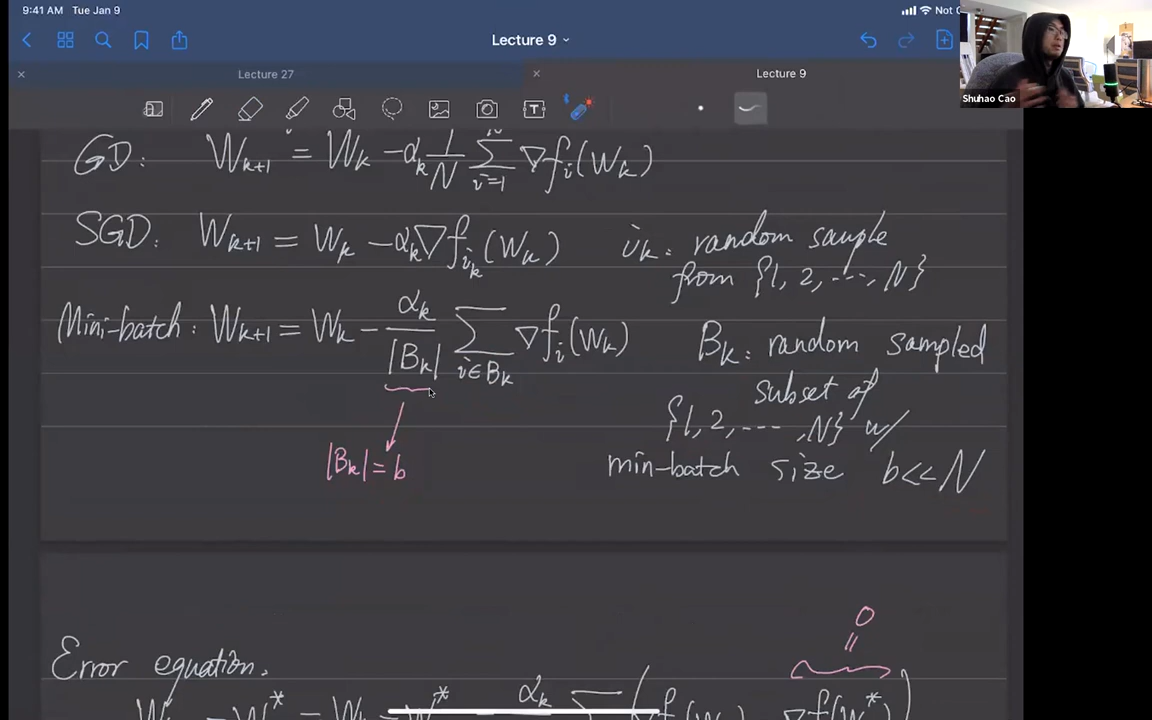 9:41 AM Tue Jan 9
Not C
Lecture 9
Lecture 27
Lecture 9
Shuhao Cao
GD: W_{k+1} = W_k - α_k 1/N Σ_{i=1} ∇f_i(W_k)
SGD: W_{k+1} = W_k - α_k ∇f_{i_k}(W_k) i_k: random sample
from {1, 2, ..., N}
Mini-batch: W_{k+1} = W_k - α_k/|B_k| Σ_{i∈B_k} ∇f_i(W_k) B_k: random sampled
subset of
{1, 2, ---, N} w/
|B_k| = b
min-batch size b<<N
0
=
Error equation.